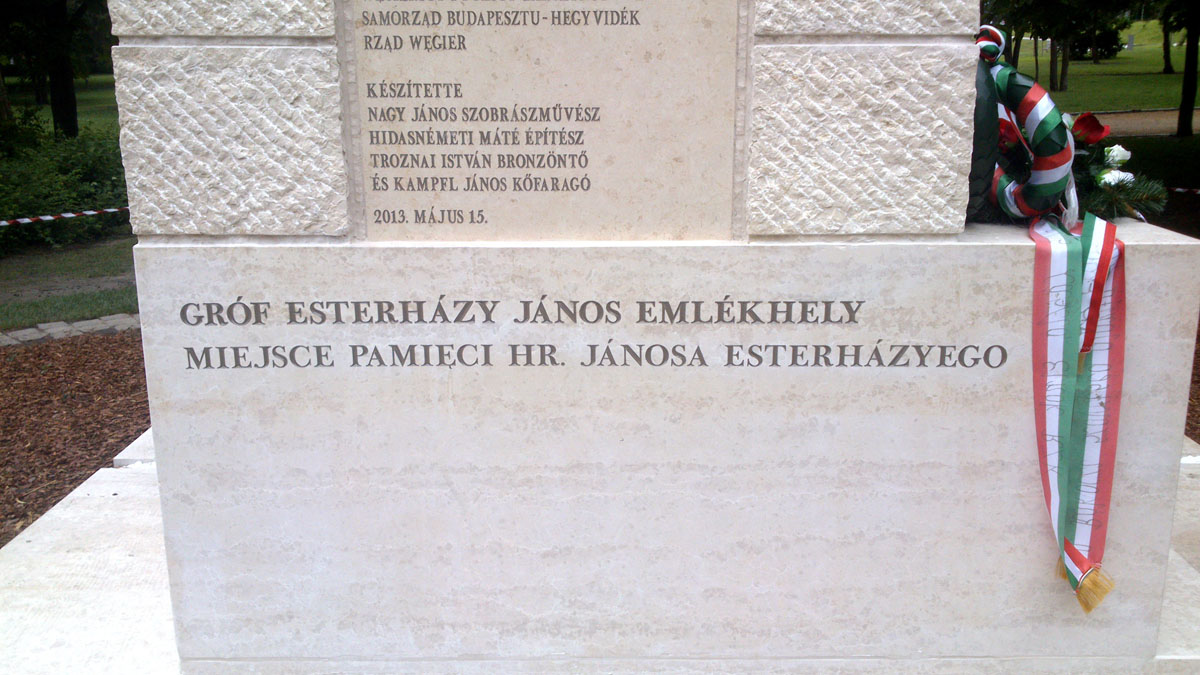 SAMORZĄD BUDAPESZTU-HEGYVIDÉK
RZĄD WĘGIER
KÉSZÍTETTE
NAGY JÁNOS SZOBRÁSZMŰVÉSZ
HIDASNÉMETI MÁTÉ ÉPÍTÉSZ
TROZNAI ISTVÁN BRONZÖNTŐ
ÉS KAMPFL JÁNOS KŐFARAGÓ
2013. MÁJUS 15.
GRÓF ESTERHÁZY JÁNOS EMLÉKHELY
MIEJSCE PAMIĘCI HR. JÁNOSA ESTERHÁZYEGO